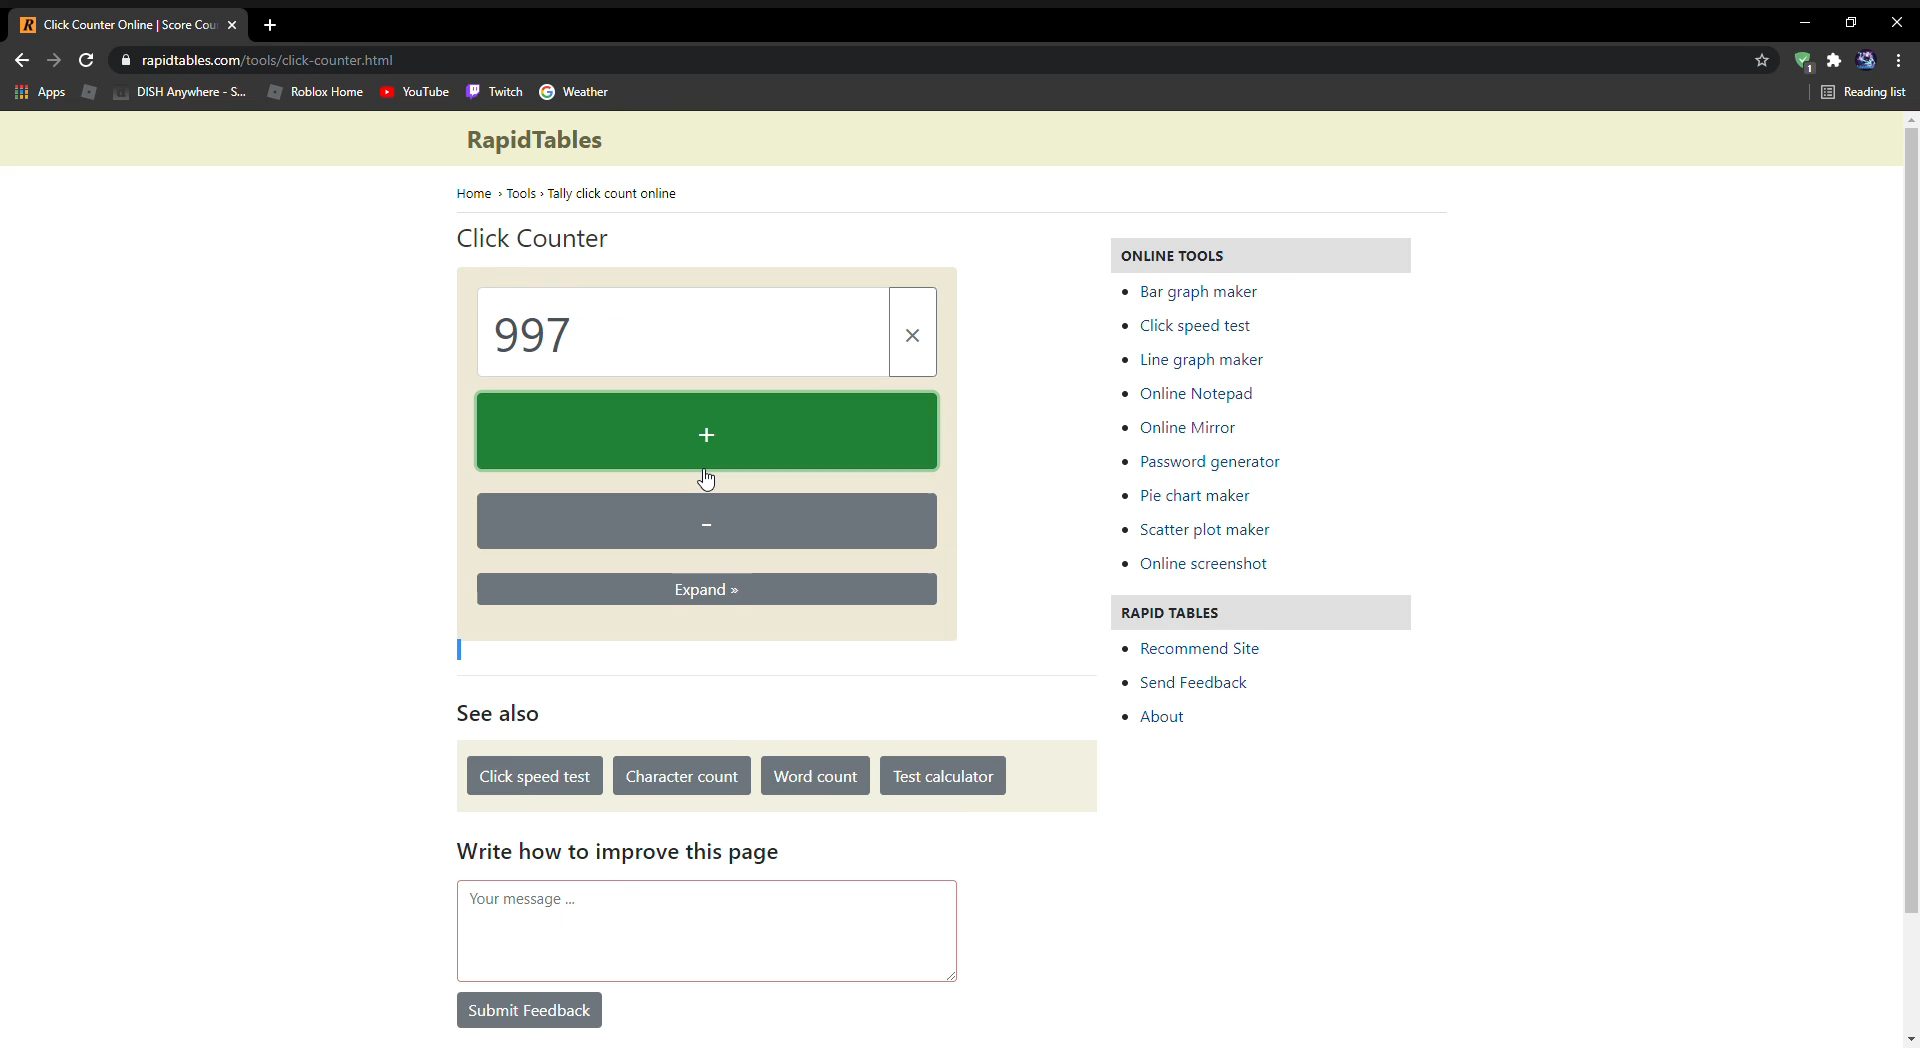 Click Counter Online | Score Cou
rapidtables.com/tools/click-counter.html
1
Apps
DISH Anywhere - S...
Roblox Home
YouTube
Twitch
Weather
Reading list
RapidTables
Home › Tools › Tally click count online
Click Counter
997
×
+
-
Expand »
See also
Click speed test
Character count
Word count
Test calculator
Write how to improve this page
Your message ...
Submit Feedback
ONLINE TOOLS
• Bar graph maker
• Click speed test
• Line graph maker
• Online Notepad
• Online Mirror
• Password generator
• Pie chart maker
• Scatter plot maker
• Online screenshot
RAPID TABLES
• Recommend Site
• Send Feedback
• About